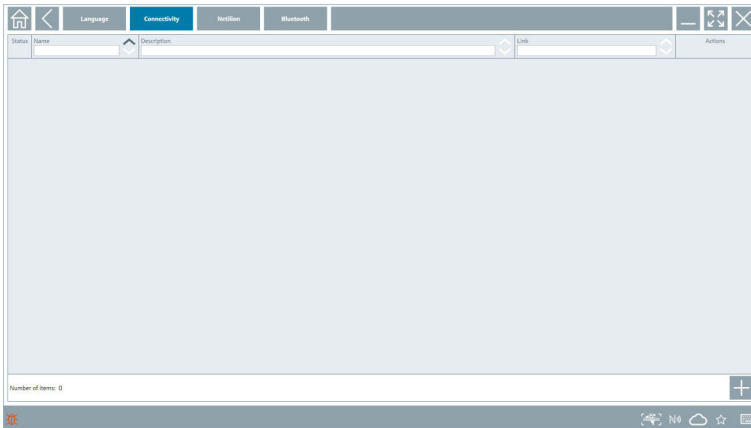 Language Connectivity Netilion Bluetooth
Status Name Description Link Actions
Number of items: 0